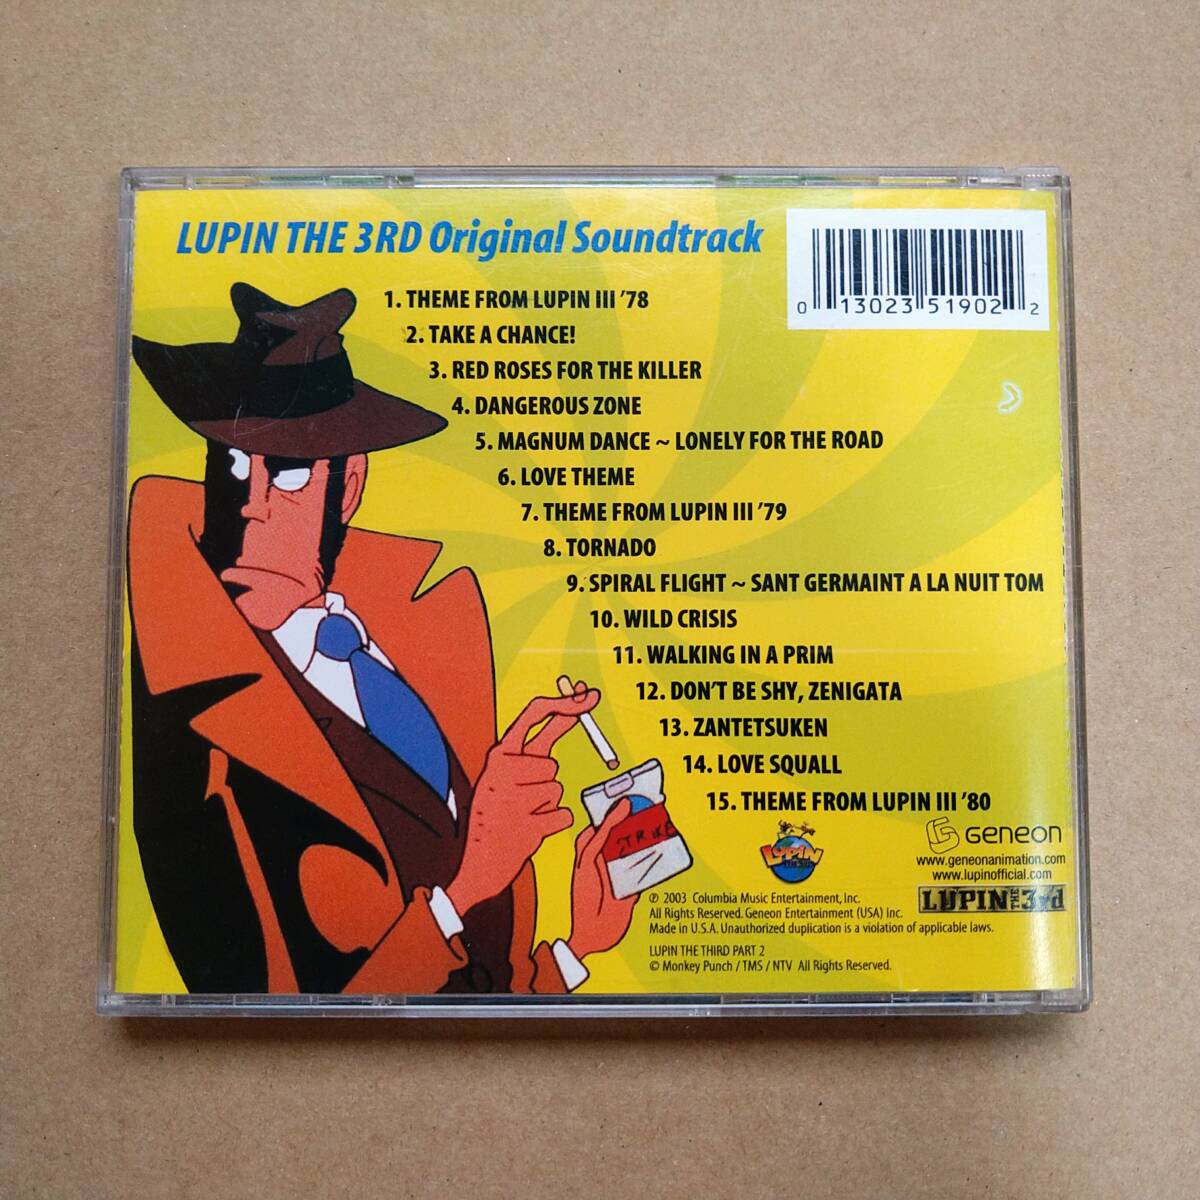 LUPIN THE 3RD Original Soundtrack
0 13023 51902 2
1. THEME FROM LUPIN III '78
2. TAKE A CHANCE!
3. RED ROSES FOR THE KILLER
4. DANGEROUS ZONE
5. MAGNUM DANCE ~ LONELY FOR THE ROAD
6. LOVE THEME
7. THEME FROM LUPIN III '79
8. TORNADO
9. SPIRAL FLIGHT ~ SANT GERMAINT A LA NUIT TOM
10. WILD CRISIS
11. WALKING IN A PRIM
12. DON'T BE SHY, ZENIGATA
13. ZANTETSUKEN
14. LOVE SQUALL
15. THEME FROM LUPIN III '80
STRIKE
LUPIN
GENEON
www.geneonanimation.com
www.lupinofficial.com
LUPIN THE 3rd
℗ 2003 Columbia Music Entertainment, Inc.
All Rights Reserved. Geneon Entertainment (USA) Inc.
Made in U.S.A. Unauthorized duplication is a violation of applicable laws.
LUPIN THE THIRD PART 2
© Monkey Punch / TMS / NTV All Rights Reserved.